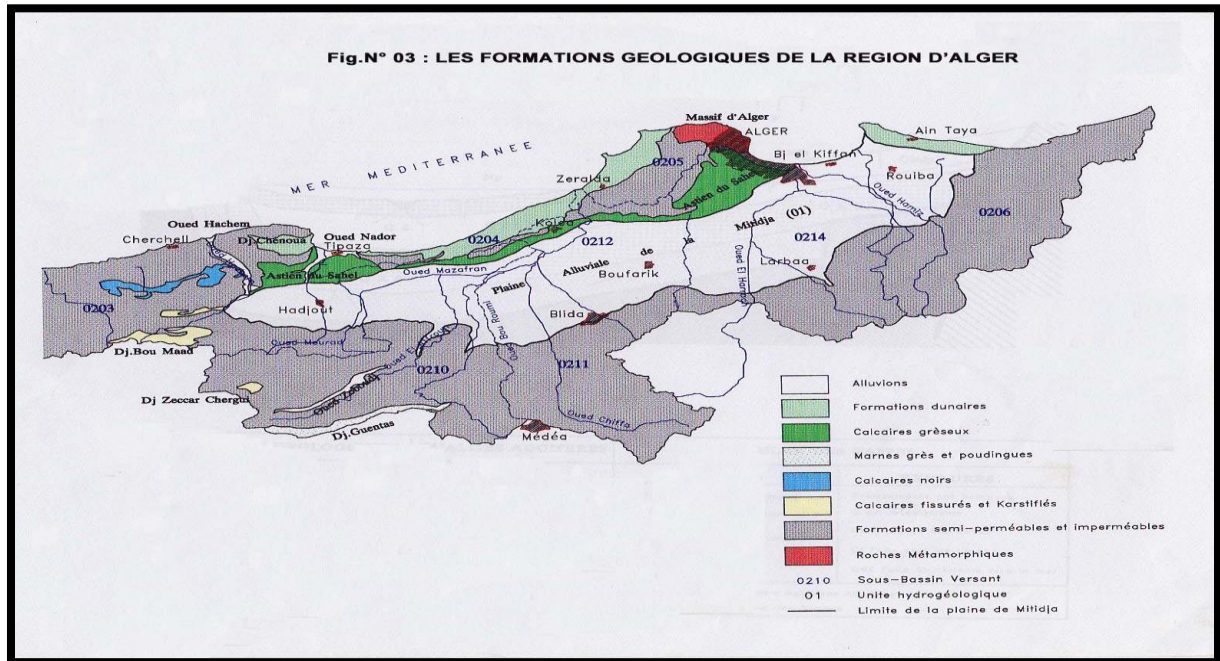 Fig.N° 03 : LES FORMATIONS GEOLOGIQUES DE LA REGION D'ALGER
Massif d'Alger
ALGER
Ain Taya
MER MEDITERRANEE
0205
Bj el Kiffan
Zeralda
Rouiba
Astien du Sahel
Oued Hamiz
Oued Hachem
Koléa
Mitidja (01)
0206
Cherchell
Dj.Chenoua
Oued Nador
Tipaza
0204
0212
0214
Astien du Sahel
Oued Mazafran
Plaine Alluviale de la
Boufarik
Larbaa
Oued El Harrach
0203
Hadjout
Oued Bou Roumi
Blida
Dj.Bou Maad
Oued Mourad
0210
0211
Dj Zeccar Chergui
Dj.Guentas
Médéa
Oued Chiffa
Alluvions
Formations dunaires
Calcaires grèseux
Marnes grès et poudingues
Calcaires noirs
Calcaires fissurés et Karstifiés
Formations semi-perméables et imperméables
Roches Métamorphiques
0210 Sous-Bassin Versant
01 Unite hydrogéologique
Limite de la plaine de Mitidja